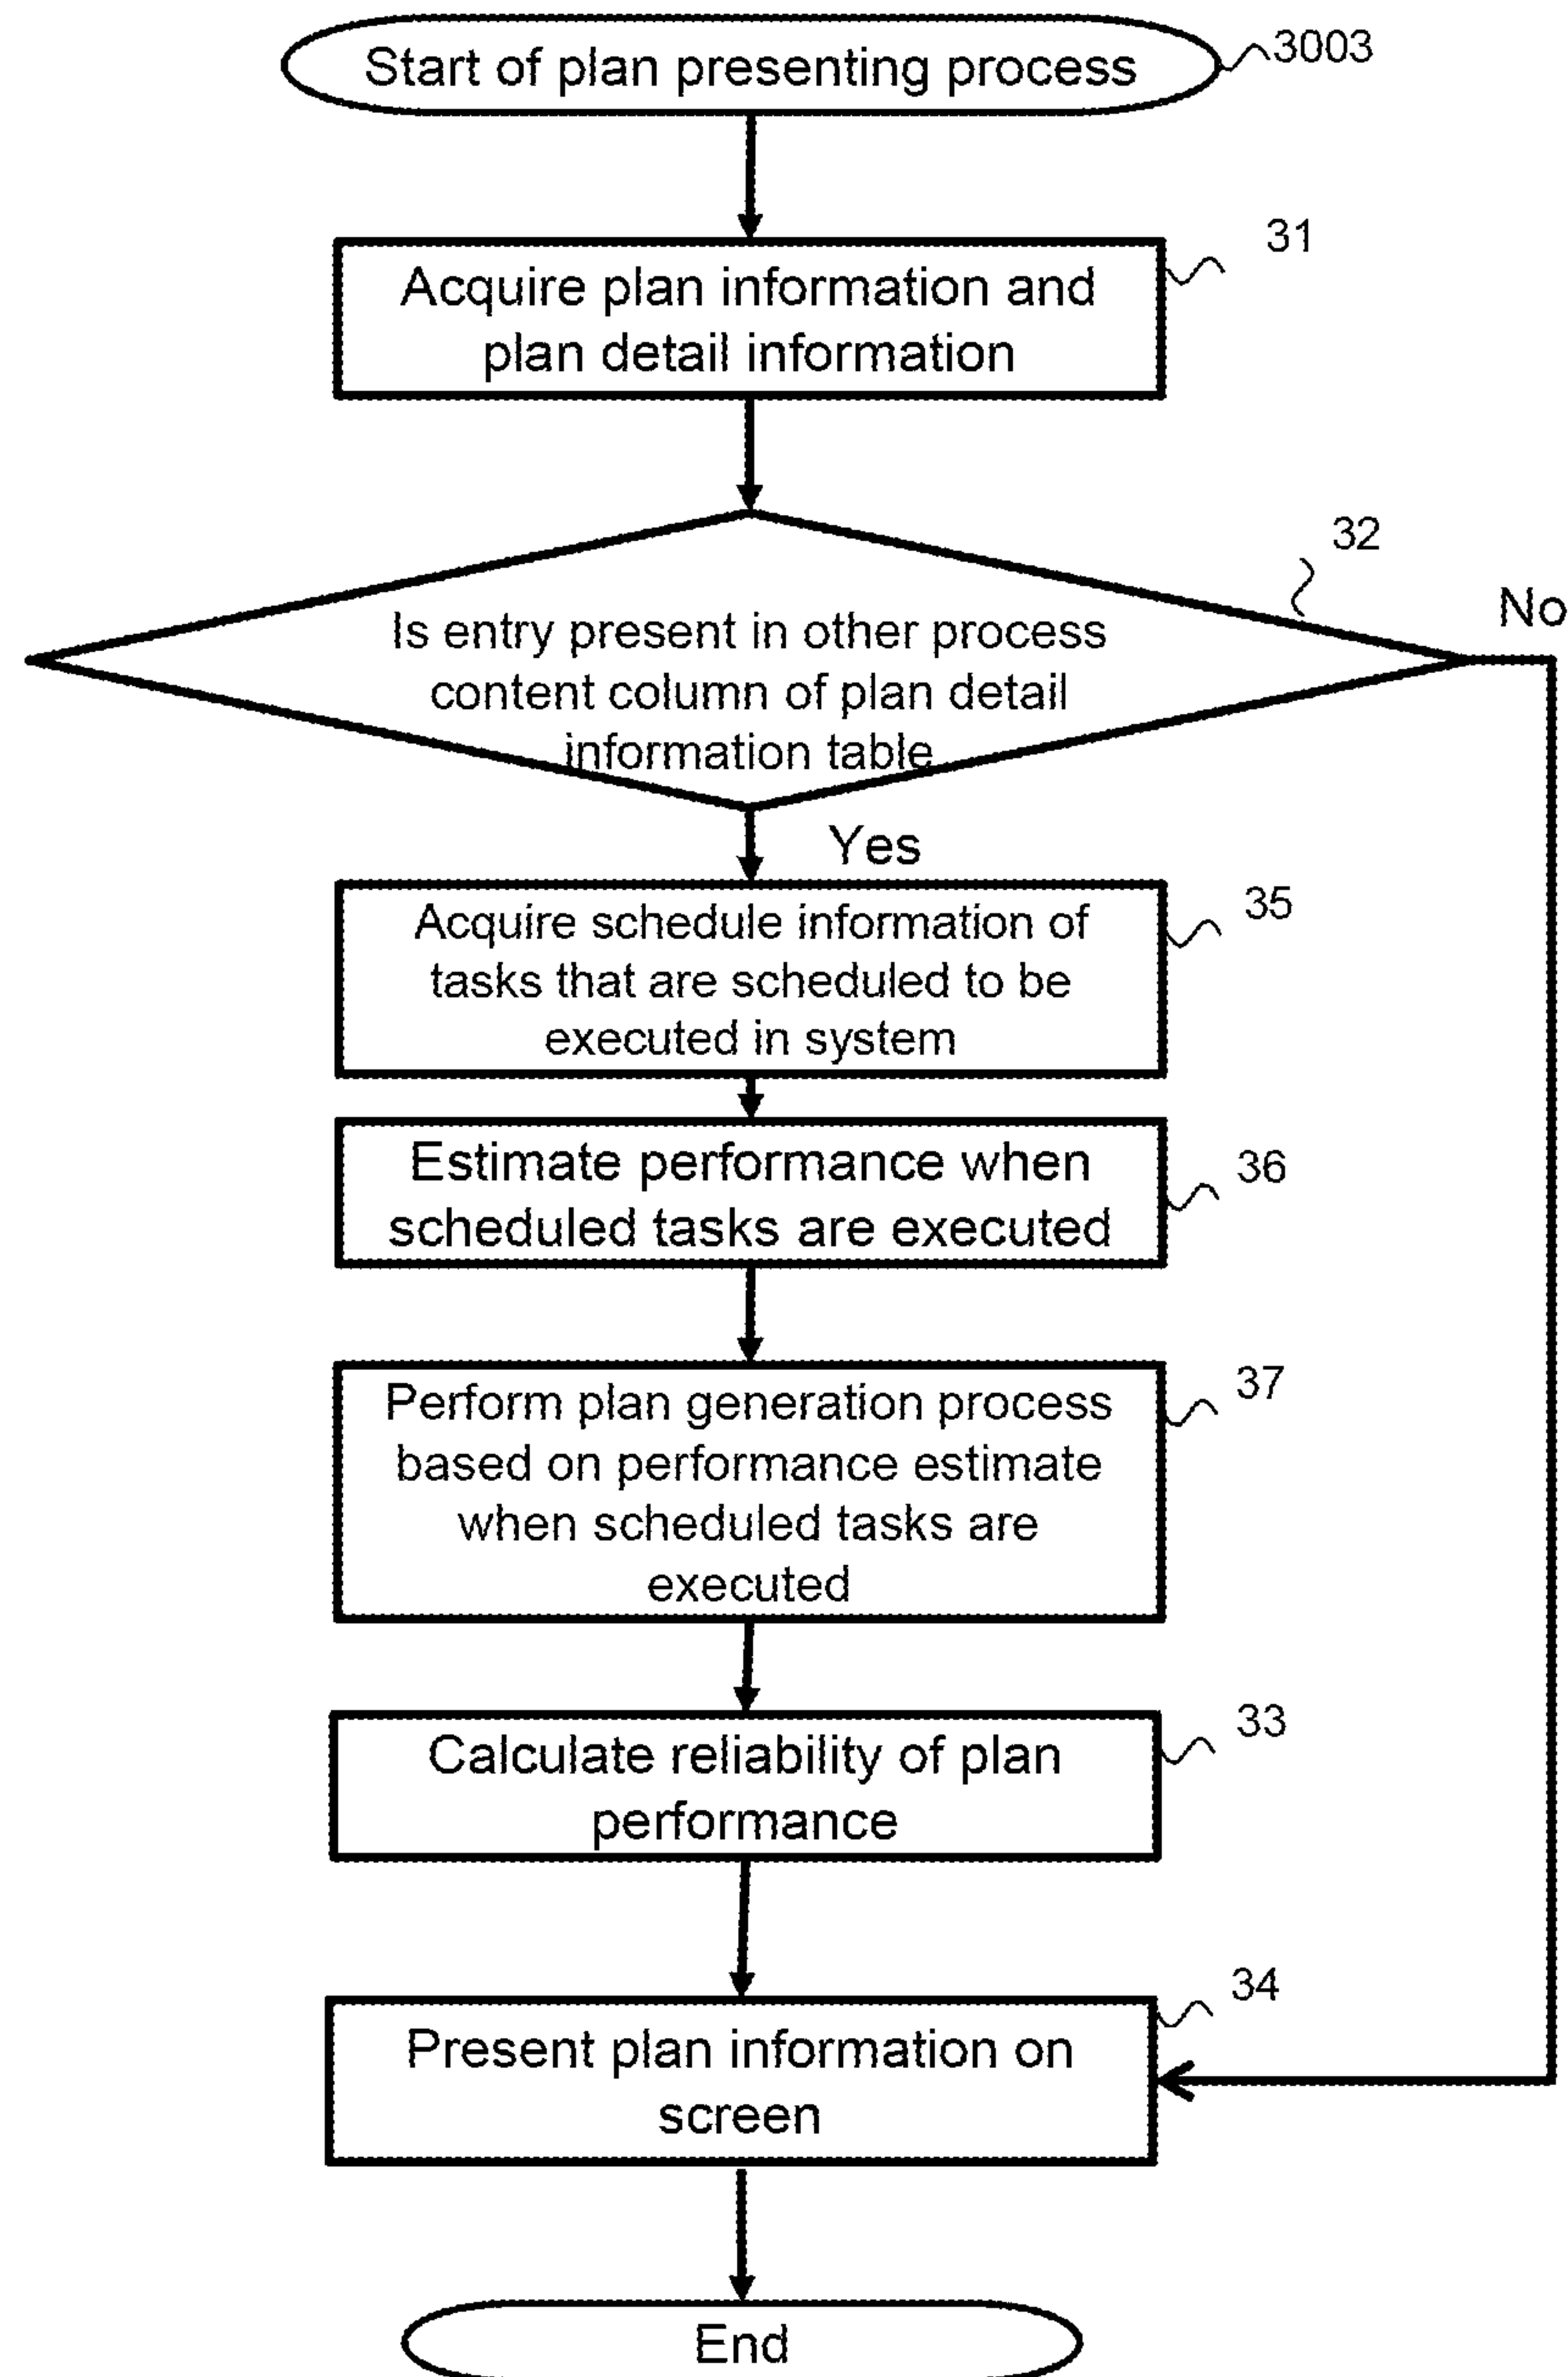 Start of plan presenting process
3003
Acquire plan information and
plan detail information
31
Is entry present in other process
content column of plan detail
information table
32
No
Yes
Acquire schedule information of
tasks that are scheduled to be
executed in system
35
Estimate performance when
scheduled tasks are executed
36
Perform plan generation process
based on performance estimate
when scheduled tasks are
executed
37
Calculate reliability of plan
performance
33
Present plan information on
screen
34
End